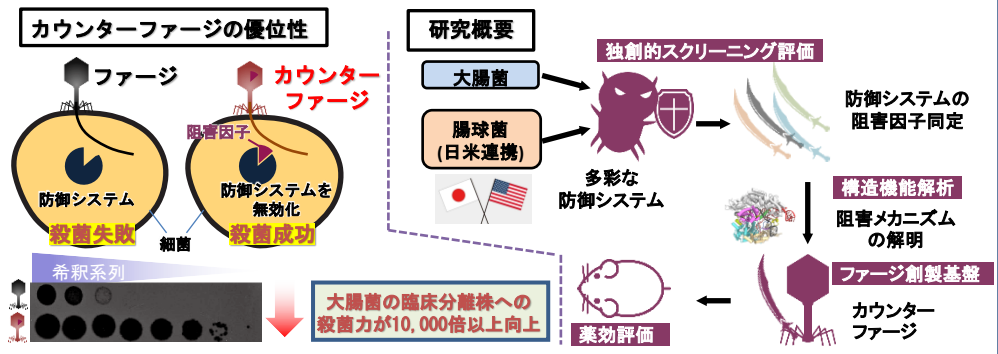 カウンターファージの優位性
ファージ
カウンター
ファージ
阻害因子
防御システム
殺菌失敗
防御システムを
無効化
殺菌成功
細菌
希釈系列
大腸菌の臨床分離株への
殺菌力が10,000倍以上向上
研究概要
大腸菌
腸球菌
(日米連携)
独創的スクリーニング評価
多彩な
防御システム
防御システムの
阻害因子同定
構造機能解析
阻害メカニズム
の解明
ファージ創製基盤
カウンター
ファージ
薬効評価